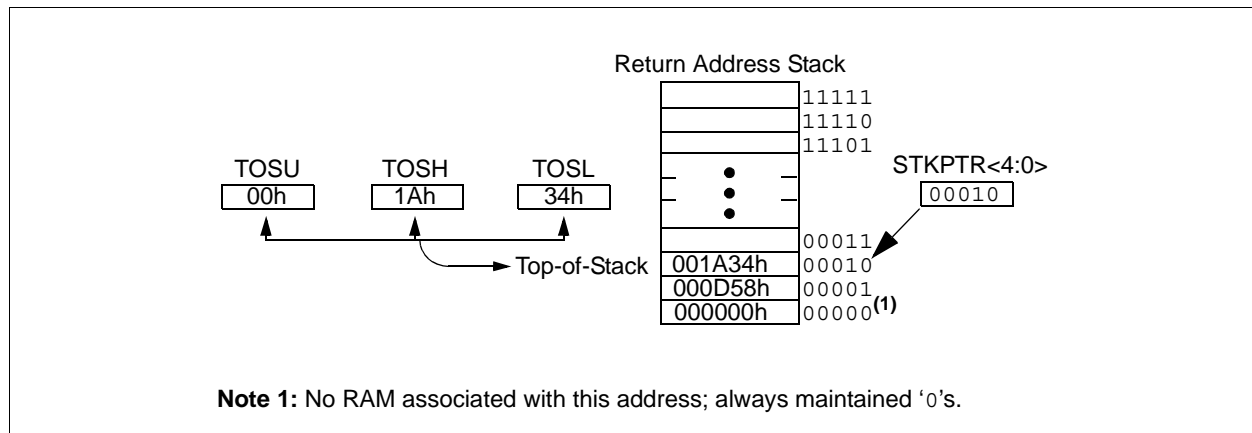 Return Address Stack
11111
11110
11101
TOSU TOSH TOSL
00h 1Ah 34h
STKPTR<4:0>
00010
00011
Top-of-Stack 001A34h 00010
000D58h 00001
000000h 00000(1)
Note 1: No RAM associated with this address; always maintained ‘0’s.